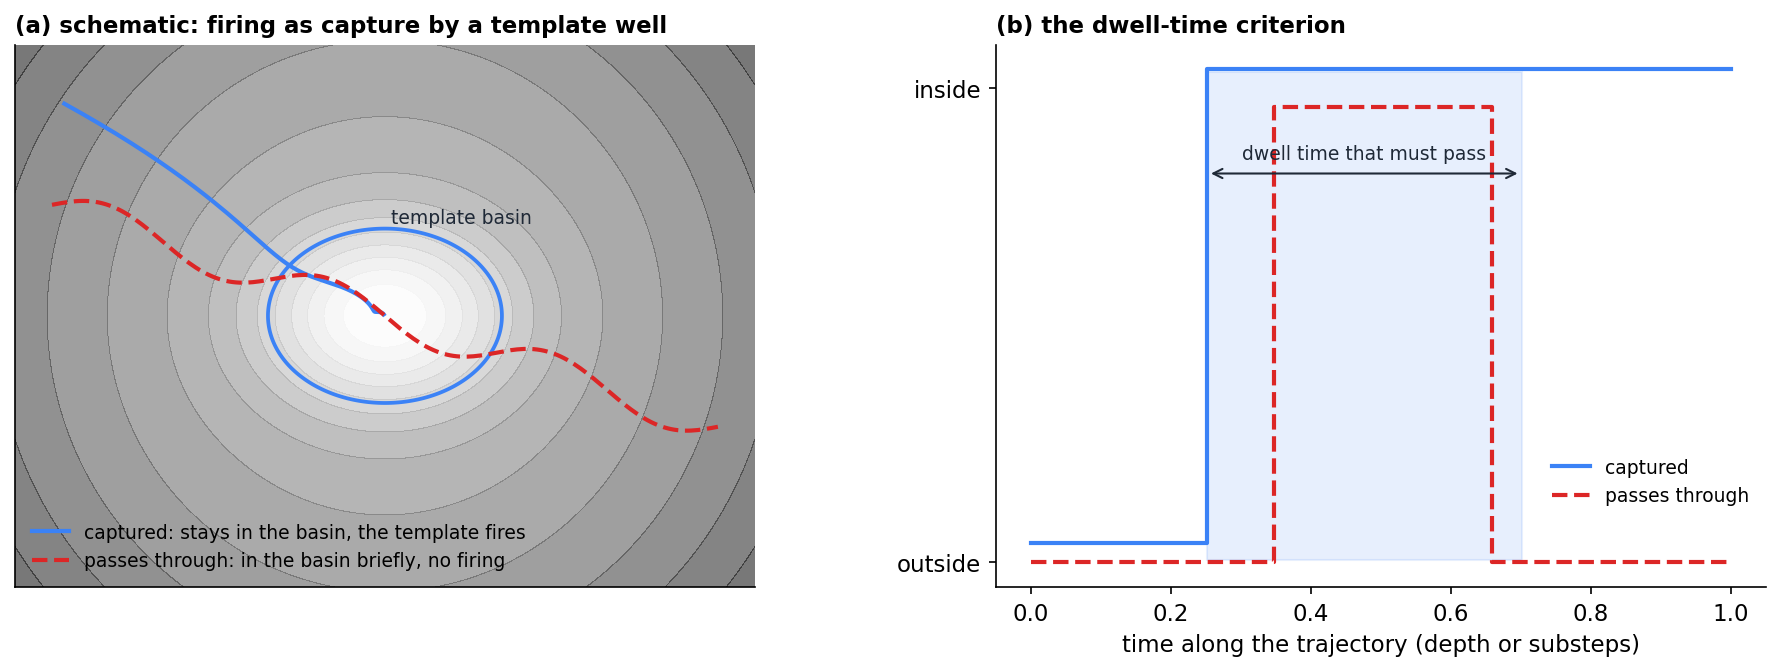 (a) schematic: firing as capture by a template well
template basin
captured: stays in the basin, the template fires
passes through: in the basin briefly, no firing
(b) the dwell-time criterion
inside
dwell time that must pass
captured
passes through
outside
0.0 0.2 0.4 0.6 0.8 1.0
time along the trajectory (depth or substeps)